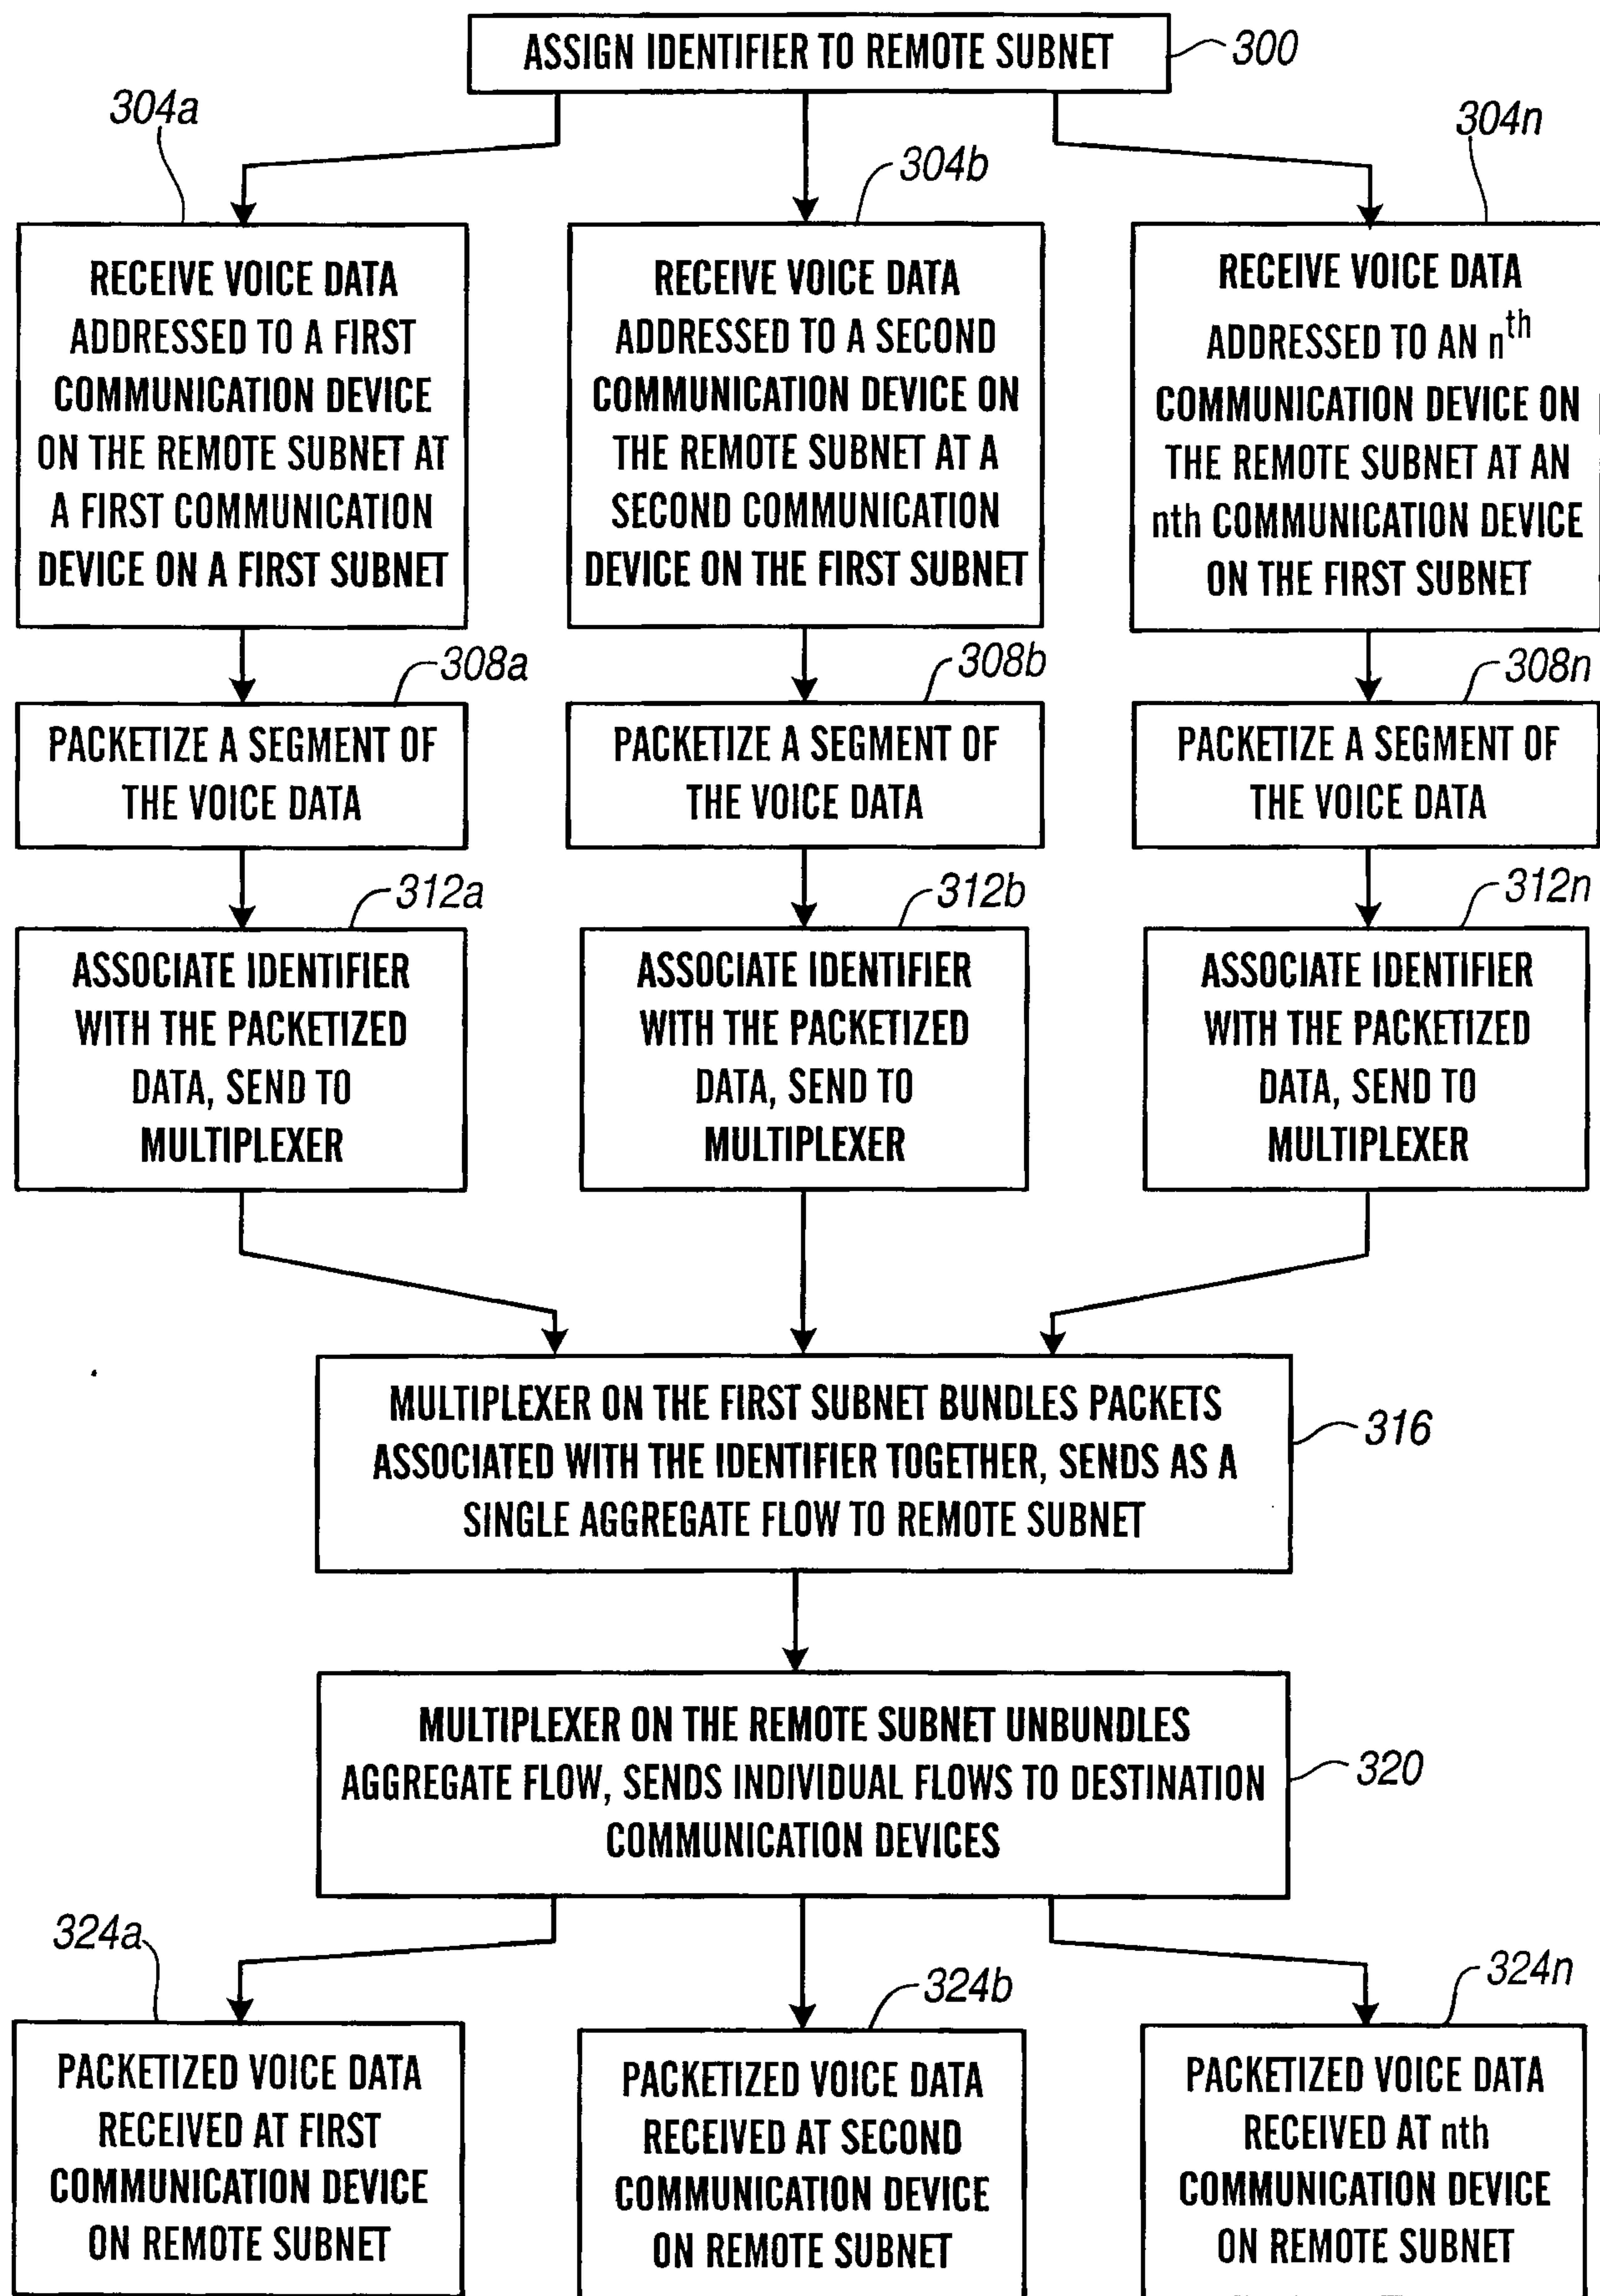 ASSIGN IDENTIFIER TO REMOTE SUBNET
300
304a
304b
304n
RECEIVE VOICE DATA
ADDRESSED TO A FIRST
COMMUNICATION DEVICE
ON THE REMOTE SUBNET AT
A FIRST COMMUNICATION
DEVICE ON A FIRST SUBNET
RECEIVE VOICE DATA
ADDRESSED TO A SECOND
COMMUNICATION DEVICE ON
THE REMOTE SUBNET AT A
SECOND COMMUNICATION
DEVICE ON THE FIRST SUBNET
RECEIVE VOICE DATA
ADDRESSED TO AN nth
COMMUNICATION DEVICE ON
THE REMOTE SUBNET AT AN
nth COMMUNICATION DEVICE
ON THE FIRST SUBNET
308a
308b
308n
PACKETIZE A SEGMENT OF
THE VOICE DATA
PACKETIZE A SEGMENT OF
THE VOICE DATA
PACKETIZE A SEGMENT OF
THE VOICE DATA
312a
312b
312n
ASSOCIATE IDENTIFIER
WITH THE PACKETIZED
DATA, SEND TO
MULTIPLEXER
ASSOCIATE IDENTIFIER
WITH THE PACKETIZED
DATA, SEND TO
MULTIPLEXER
ASSOCIATE IDENTIFIER
WITH THE PACKETIZED
DATA, SEND TO
MULTIPLEXER
MULTIPLEXER ON THE FIRST SUBNET BUNDLES PACKETS
ASSOCIATED WITH THE IDENTIFIER TOGETHER, SENDS AS A
SINGLE AGGREGATE FLOW TO REMOTE SUBNET
316
MULTIPLEXER ON THE REMOTE SUBNET UNBUNDLES
AGGREGATE FLOW, SENDS INDIVIDUAL FLOWS TO DESTINATION
COMMUNICATION DEVICES
320
324a
324b
324n
PACKETIZED VOICE DATA
RECEIVED AT FIRST
COMMUNICATION DEVICE
ON REMOTE SUBNET
PACKETIZED VOICE DATA
RECEIVED AT SECOND
COMMUNICATION DEVICE
ON REMOTE SUBNET
PACKETIZED VOICE DATA
RECEIVED AT nth
COMMUNICATION DEVICE
ON REMOTE SUBNET